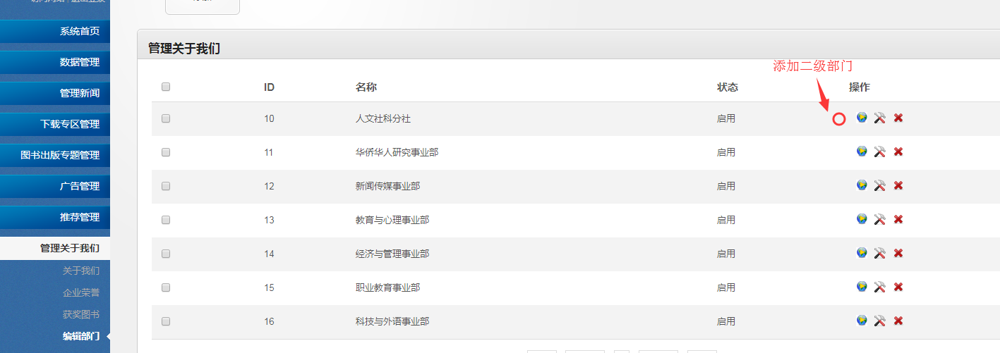 系统首页
数据管理
管理新闻
下载专区管理
图书出版专题管理
广告管理
推荐管理
管理关于我们
关于我们
企业荣誉
获奖图书
编辑部门
管理关于我们
添加二级部门
ID 名称 状态 操作
10 人文社科分社 启用
11 华侨华人研究事业部 启用
12 新闻传媒事业部 启用
13 教育与心理事业部 启用
14 经济与管理事业部 启用
15 职业教育事业部 启用
16 科技与外语事业部 启用